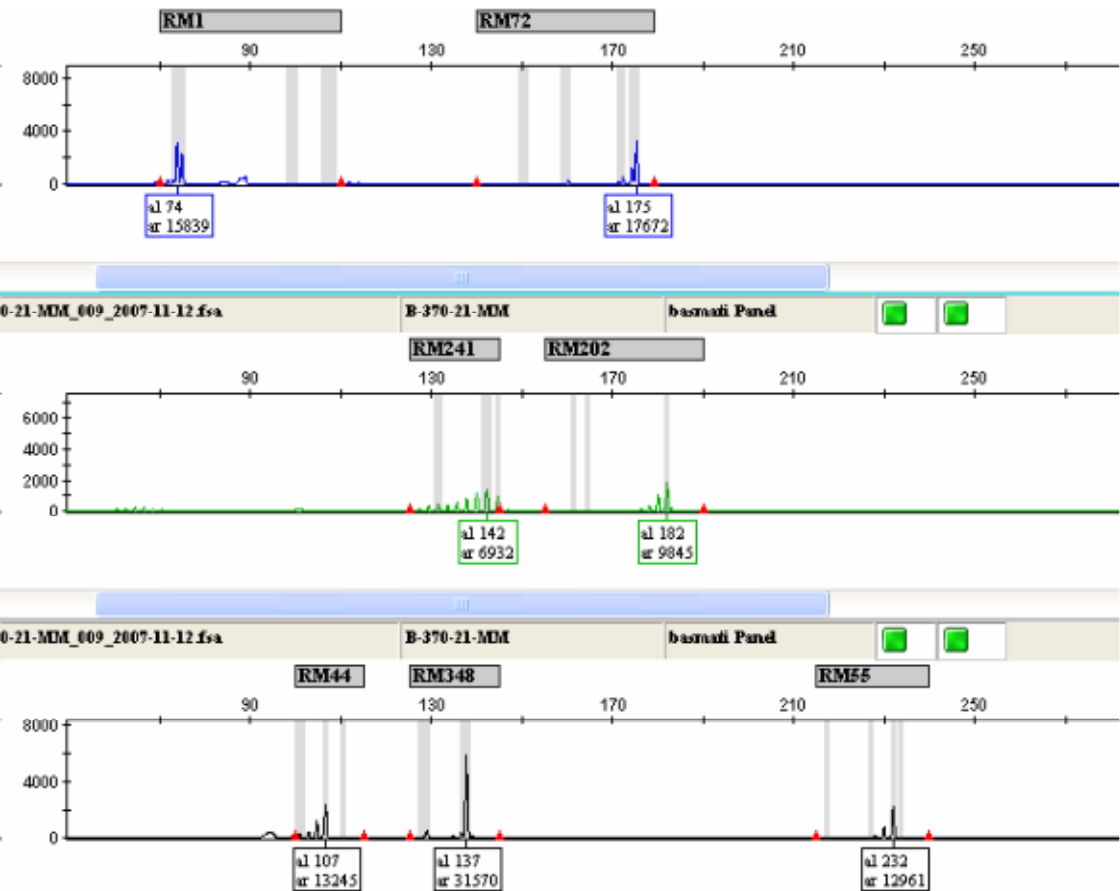 RM1 RM72
90 130 170 210 250
8000
4000
0
al 74
ar 15839
al 175
ar 17672
0-21-MM_009_2007-11-12.fsa B-370-21-MM basmati Panel
RM241 RM202
90 130 170 210 250
6000
4000
2000
0
al 142
ar 6932
al 182
ar 9845
0-21-MM_009_2007-11-12.fsa B-370-21-MM basmati Panel
RM44 RM348 RM55
90 130 170 210 250
8000
4000
0
al 107
ar 13245
al 137
ar 31570
al 232
ar 12961